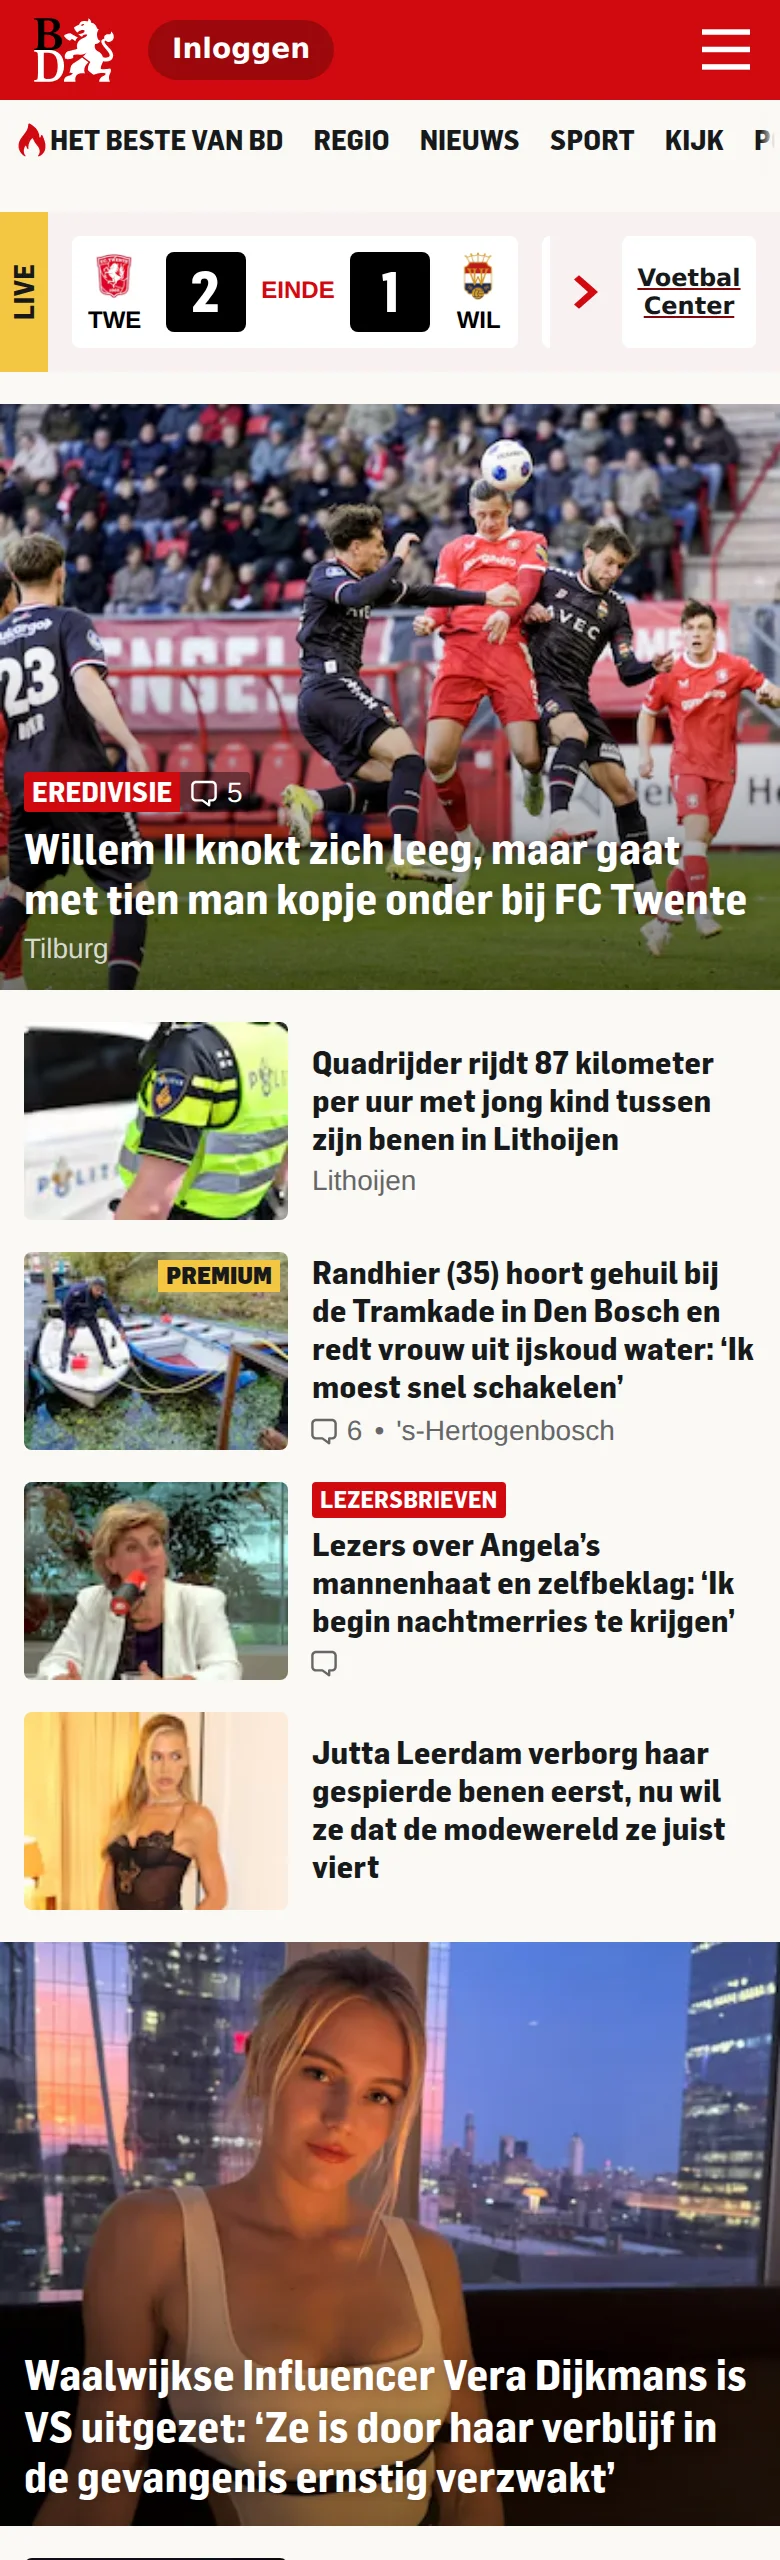 B
D
Inloggen
HET BESTE VAN BD REGIO NIEUWS SPORT KIJK
LIVE
TWE
2
EINDE
1
WIL
Voetbal
Center
23
ENGEL
AVEC
EREDIVISIE 5
Willem II knokt zich leeg, maar gaat
met tien man kopje onder bij FC Twente
Tilburg
Quadrijder rijdt 87 kilometer
per uur met jong kind tussen
zijn benen in Lithoijen
Lithoijen
PREMIUM
Randhier (35) hoort gehuil bij
de Tramkade in Den Bosch en
redt vrouw uit ijskoud water: ‘Ik
moest snel schakelen’
6 • 's-Hertogenbosch
LEZERSBRIEVEN
Lezers over Angela’s
mannenhaat en zelfbeklag: ‘Ik
begin nachtmerries te krijgen’
Jutta Leerdam verborg haar
gespierde benen eerst, nu wil
ze dat de modewereld ze juist
viert
Waalwijkse Influencer Vera Dijkmans is
VS uitgezet: ‘Ze is door haar verblijf in
de gevangenis ernstig verzwakt’